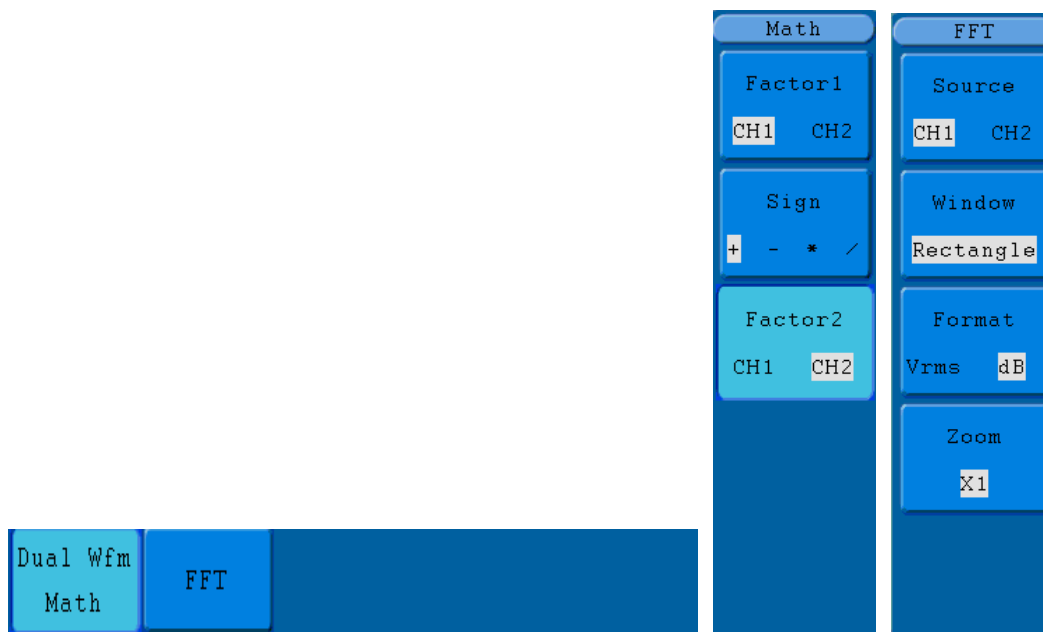 Math
Factor1
CH1 CH2
Sign
+ - * /
Factor2
CH1 CH2
FFT
Source
CH1 CH2
Window
Rectangle
Format
Vrms dB
Zoom
X1
Dual Wfm
Math
FFT